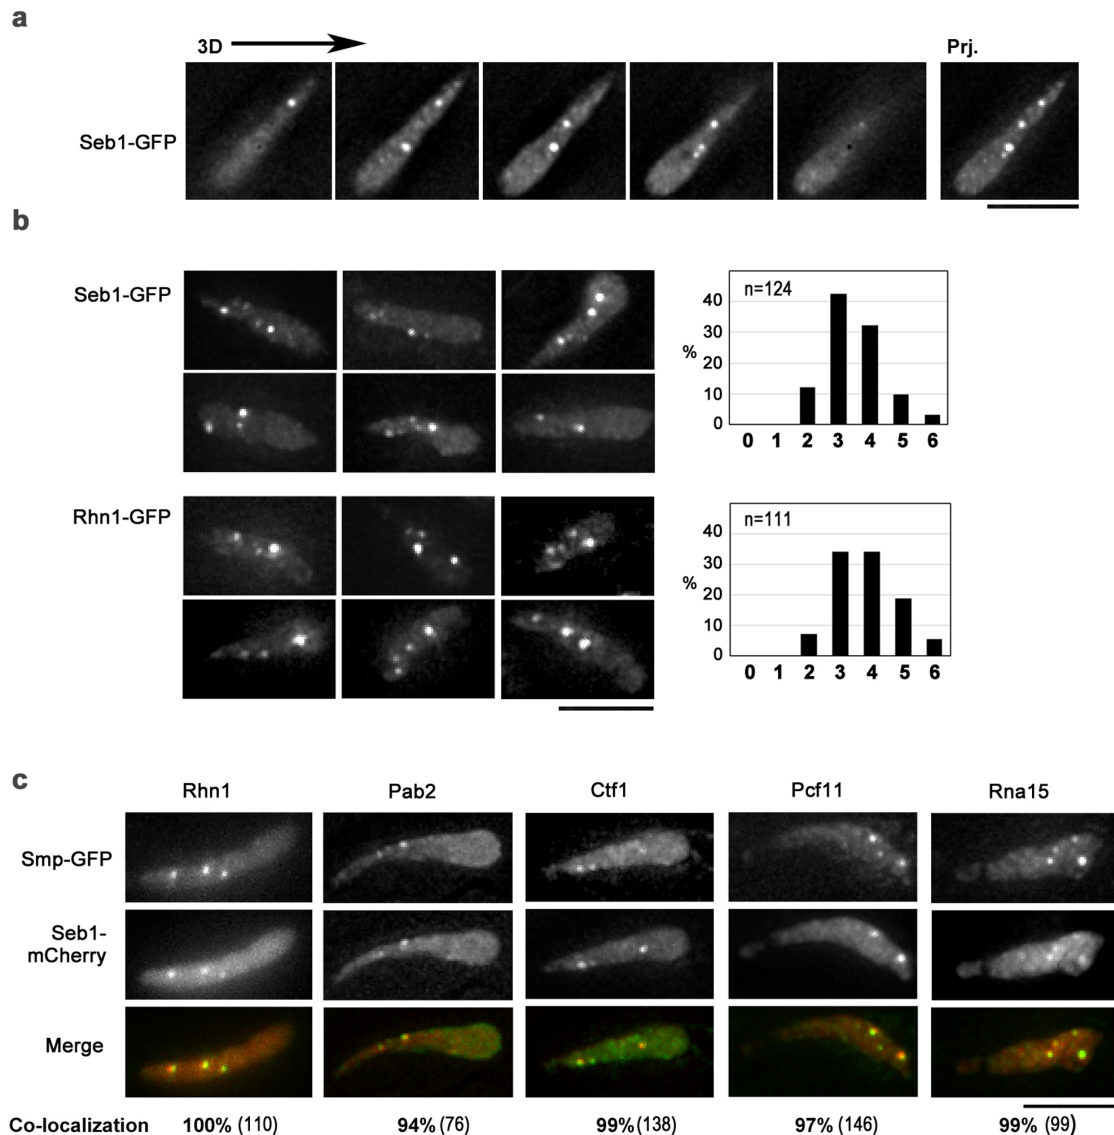 a
3D
Prj.
Seb1-GFP
b
Seb1-GFP
n=124
40
30
%
20
10
0
0 1 2 3 4 5 6
Rhn1-GFP
n=111
40
30
%
20
10
0
0 1 2 3 4 5 6
c
Rhn1 Pab2 Ctf1 Pcf11 Rna15
Smp-GFP
Seb1-
mCherry
Merge
Co-localization 100% (110) 94% (76) 99% (138) 97% (146) 99% (99)